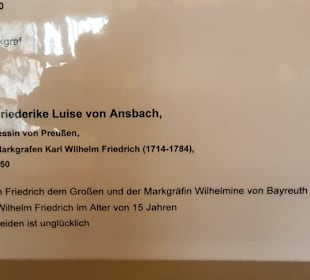 0
kgraf
riederike Luise von Ansbach,
essin von Preußen,
Markgrafen Karl Wilhelm Friedrich (1714-1784),
50
n Friedrich dem Großen und der Markgräfin Wilhelmine von Bayreuth
Wilhelm Friedrich im Alter von 15 Jahren
eiden ist unglücklich